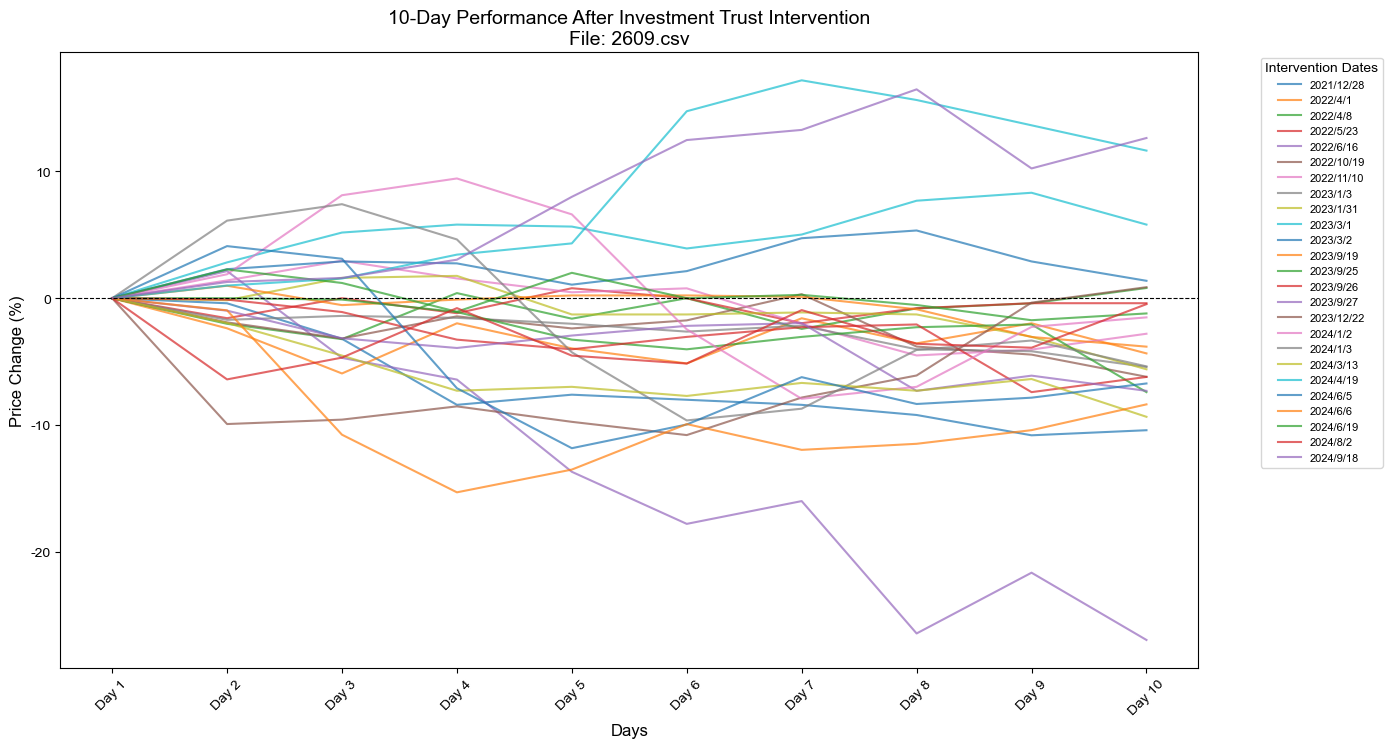 10-Day Performance After Investment Trust Intervention
File: 2609.csv
Price Change (%)
10
0
-10
-20
Day 1
Day 2
Day 3
Day 4
Day 5
Day 6
Day 7
Day 8
Day 9
Day 10
Days
Intervention Dates
2021/12/28
2022/4/1
2022/4/8
2022/5/23
2022/6/16
2022/10/19
2022/11/10
2023/1/3
2023/1/31
2023/3/1
2023/3/2
2023/9/19
2023/9/25
2023/9/26
2023/9/27
2023/12/22
2024/1/2
2024/1/3
2024/3/13
2024/4/19
2024/6/5
2024/6/6
2024/6/19
2024/8/2
2024/9/18